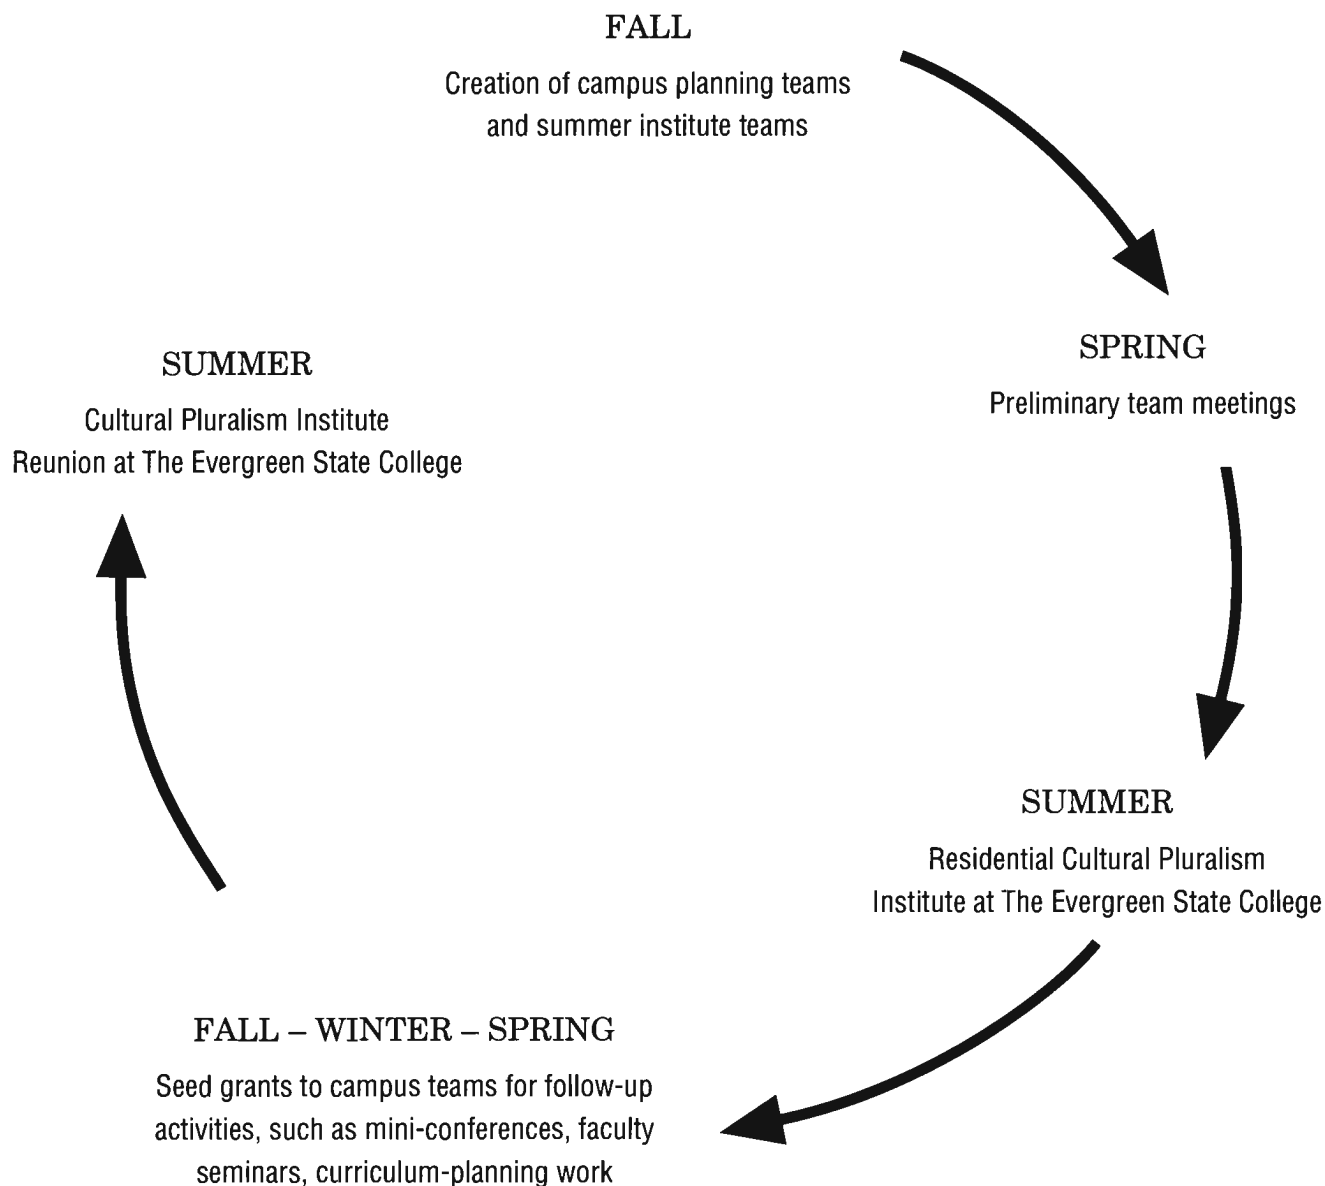 FALL
Creation of campus planning teams
and summer institute teams
SPRING
Preliminary team meetings
SUMMER
Residential Cultural Pluralism
Institute at The Evergreen State College
FALL – WINTER – SPRING
Seed grants to campus teams for follow-up
activities, such as mini-conferences, faculty
seminars, curriculum-planning work
SUMMER
Cultural Pluralism Institute
Reunion at The Evergreen State College